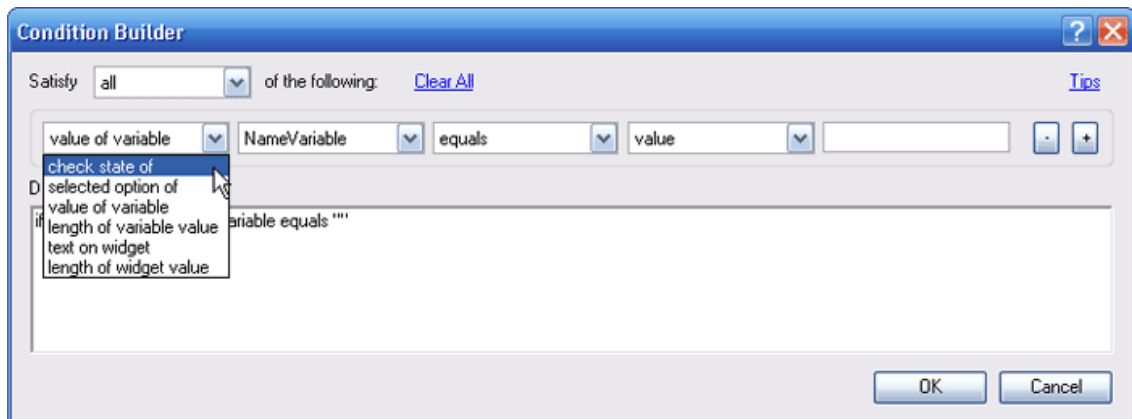 Condition Builder
Satisfy all of the following: Clear All Tips
value of variable NameVariable equals value - +
check state of
D
selected option of
value of variable
if ariable equals ""
length of variable value
text on widget
length of widget value
OK Cancel